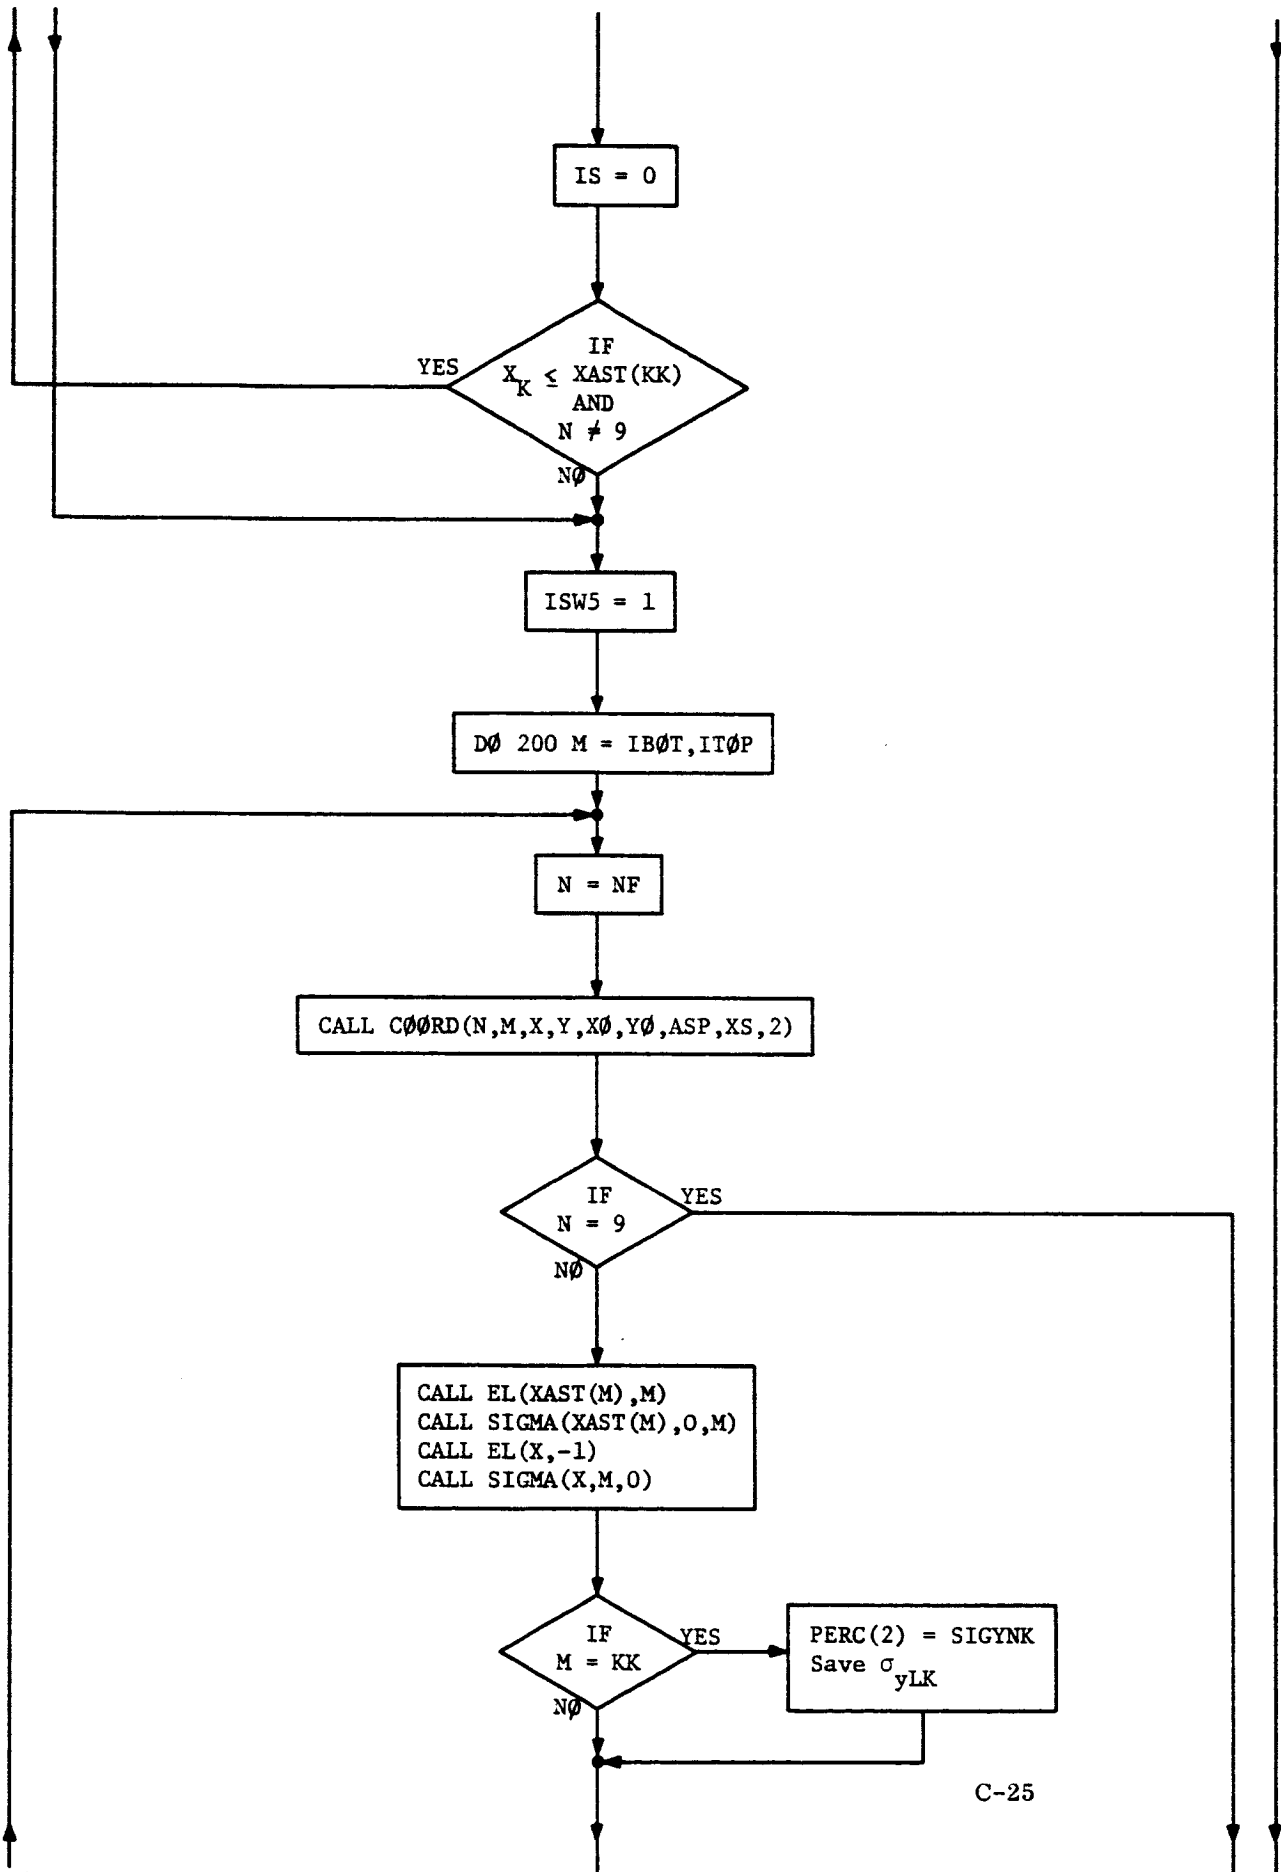 IS = 0
IF
YES
X_K ≤ XAST(KK)
AND
N ≠ 9
NØ
ISW5 = 1
DØ 200 M = IBØT,ITØP
N = NF
CALL CØØRD(N,M,X,Y,XØ,YØ,ASP,XS,2)
IF
YES
N = 9
NØ
CALL EL(XAST(M),M)
CALL SIGMA(XAST(M),0,M)
CALL EL(X,-1)
CALL SIGMA(X,M,0)
IF
YES
M = KK
NØ
PERC(2) = SIGYNK
Save σ_yLK
C-25